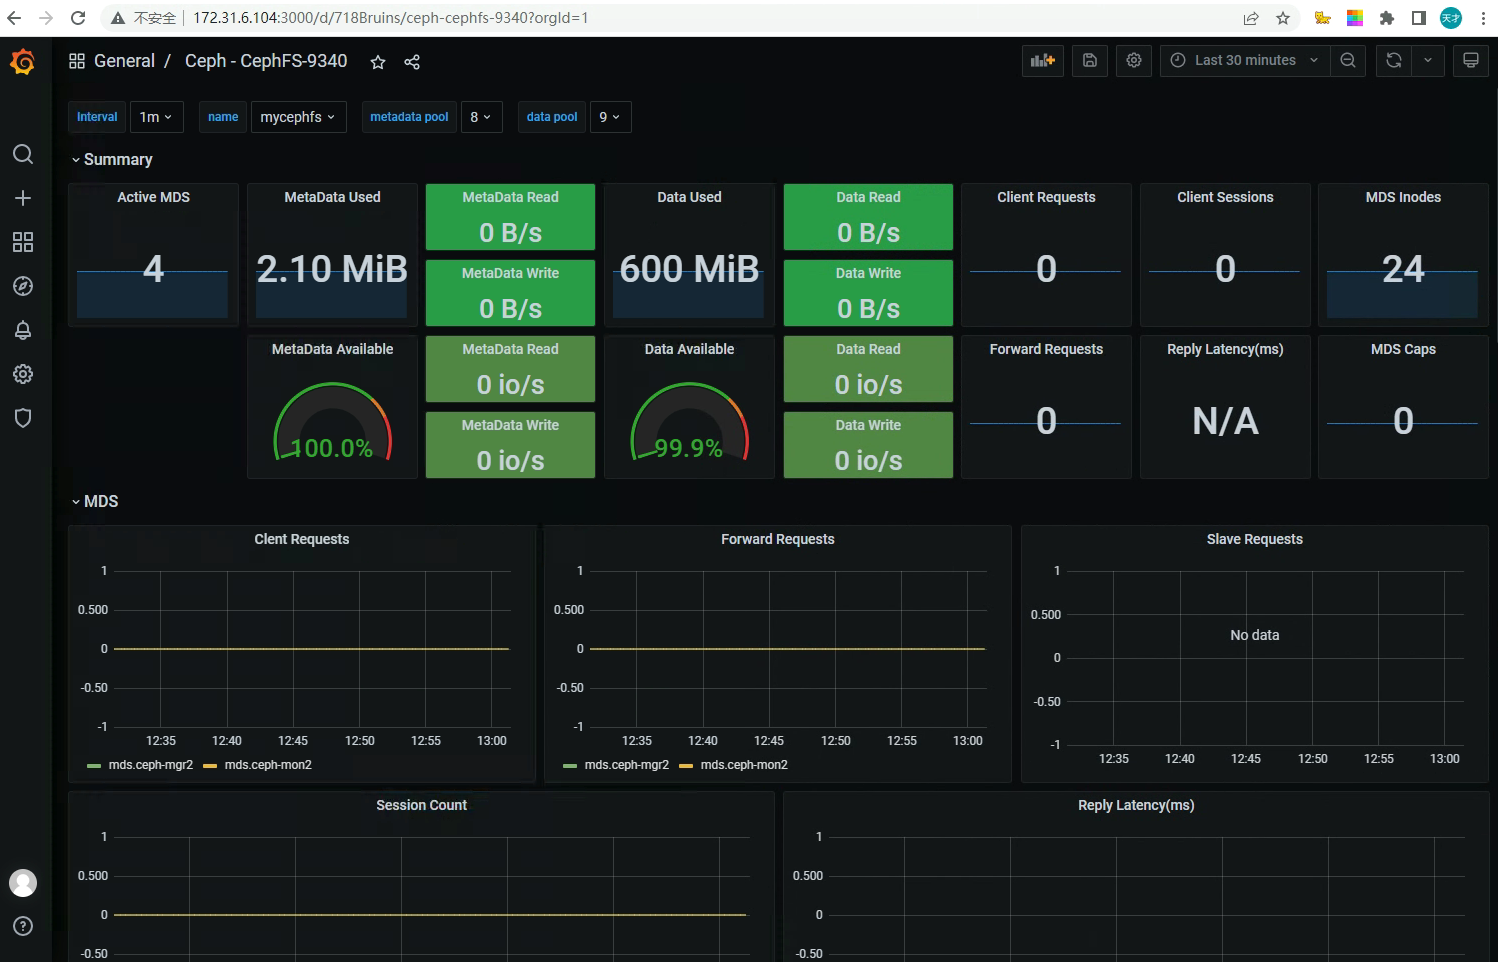 不安全 172.31.6.104:3000/d/718Bruins/ceph-cephfs-9340?orgId=1 天才
General / Ceph - CephFS-9340 Last 30 minutes
Interval 1m name mycephfs metadata pool 8 data pool 9
Summary
Active MDS
4
MetaData Used
2.10 MiB
MetaData Read
0 B/s
MetaData Write
0 B/s
Data Used
600 MiB
Data Read
0 B/s
Data Write
0 B/s
Client Requests
0
Client Sessions
0
MDS Inodes
24
MetaData Available
100.0%
MetaData Read
0 io/s
MetaData Write
0 io/s
Data Available
99.9%
Data Read
0 io/s
Data Write
0 io/s
Forward Requests
0
Reply Latency(ms)
N/A
MDS Caps
0
MDS
Clent Requests
1
0.500
0
-0.50
-1
12:35 12:40 12:45 12:50 12:55 13:00
mds.ceph-mgr2 mds.ceph-mon2
Forward Requests
1
0.500
0
-0.50
-1
12:35 12:40 12:45 12:50 12:55 13:00
mds.ceph-mgr2 mds.ceph-mon2
Slave Requests
1
0.500
No data
0
-0.50
-1
12:35 12:40 12:45 12:50 12:55 13:00
Session Count
1
0.500
0
-0.50
Reply Latency(ms)
1
0.500
0
-0.50